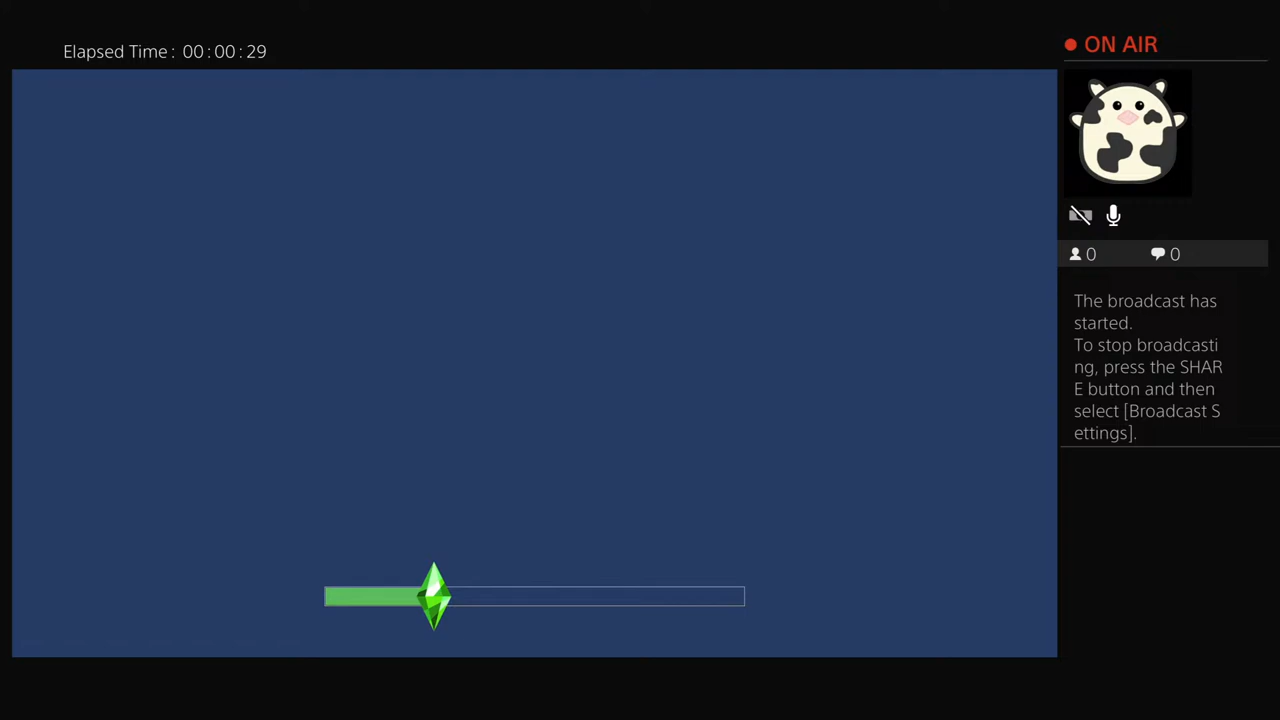 Elapsed Time : 00:00:29
ON AIR
0
0
The broadcast has
started.
To stop broadcasti
ng, press the SHAR
E button and then
select [Broadcast S
ettings].